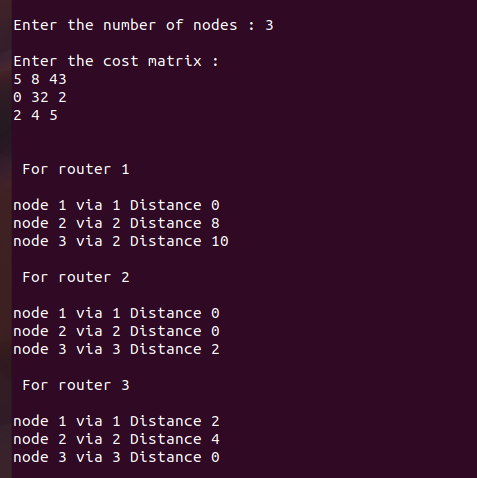 Enter the number of nodes : 3
Enter the cost matrix :
5 8 43
0 32 2
2 4 5
For router 1
node 1 via 1 Distance 0
node 2 via 2 Distance 8
node 3 via 2 Distance 10
For router 2
node 1 via 1 Distance 0
node 2 via 2 Distance 0
node 3 via 3 Distance 2
For router 3
node 1 via 1 Distance 2
node 2 via 2 Distance 4
node 3 via 3 Distance 0